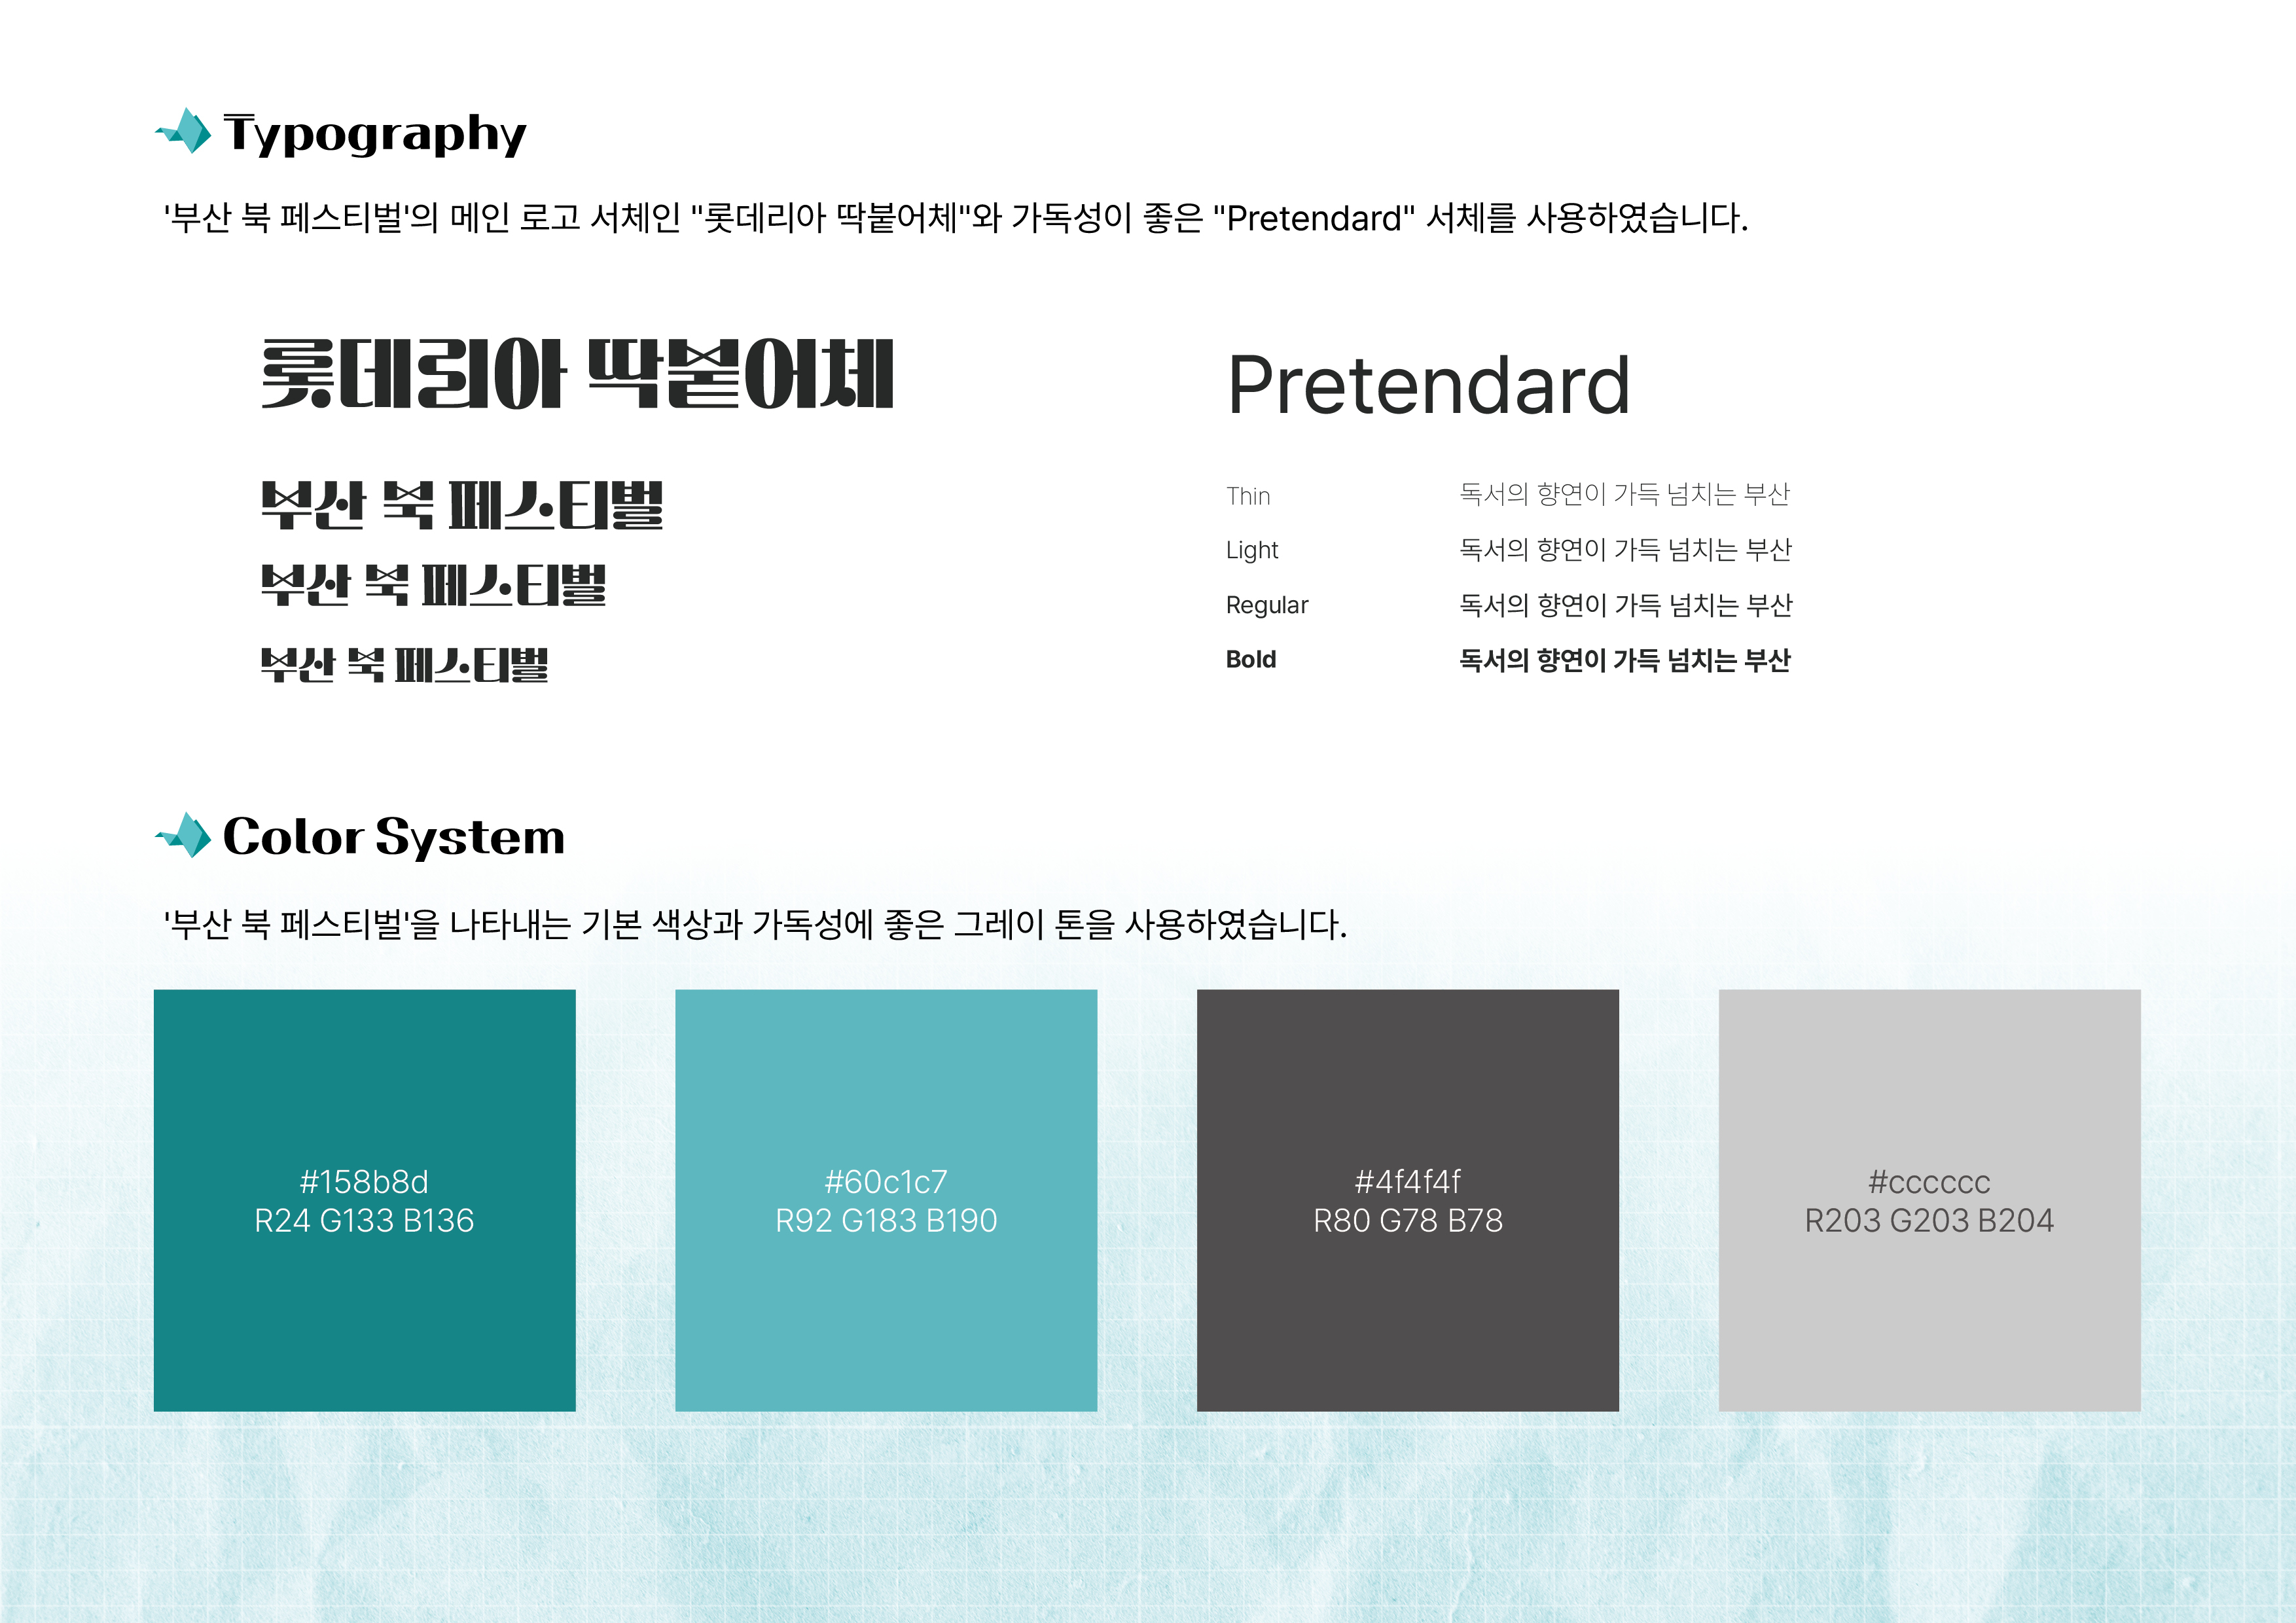 Typography
'부산 북 페스티벌'의 메인 로고 서체인 "롯데리아 딱붙어체"와 가독성이 좋은 "Pretendard" 서체를 사용하였습니다.
롯데리아 딱붙어체
부산 북 페스티벌
부산 북 페스티벌
부산 북 페스티벌
Pretendard
Thin 독서의 향연이 가득 넘치는 부산
Light 독서의 향연이 가득 넘치는 부산
Regular 독서의 향연이 가득 넘치는 부산
Bold 독서의 향연이 가득 넘치는 부산
Color System
'부산 북 페스티벌'을 나타내는 기본 색상과 가독성에 좋은 그레이 톤을 사용하였습니다.
#158b8d
R24 G133 B136
#60c1c7
R92 G183 B190
#4f4f4f
R80 G78 B78
#cccccc
R203 G203 B204